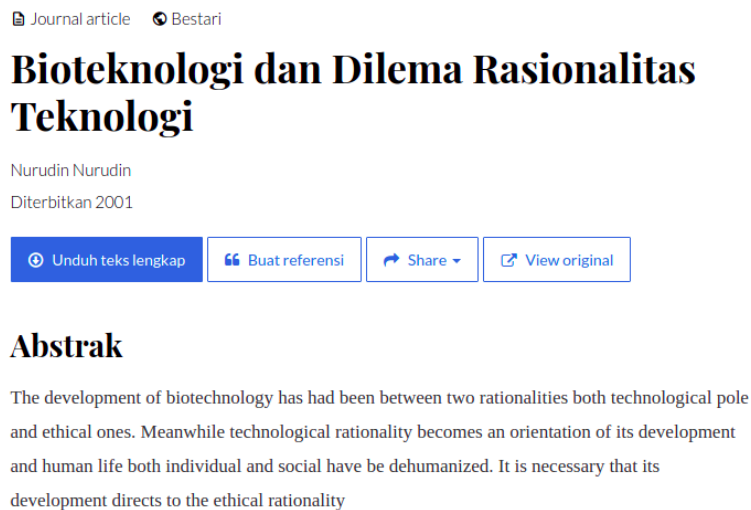 Journal article Bestari
Bioteknologi dan Dilema Rasionalitas
Teknologi
Nurudin Nurudin
Diterbitkan 2001
Unduh teks lengkap Buat referensi Share View original
Abstrak
The development of biotechnology has had been between two rationalities both technological pole
and ethical ones. Meanwhile technological rationality becomes an orientation of its development
and human life both individual and social have be dehumanized. It is necessary that its
development directs to the ethical rationality